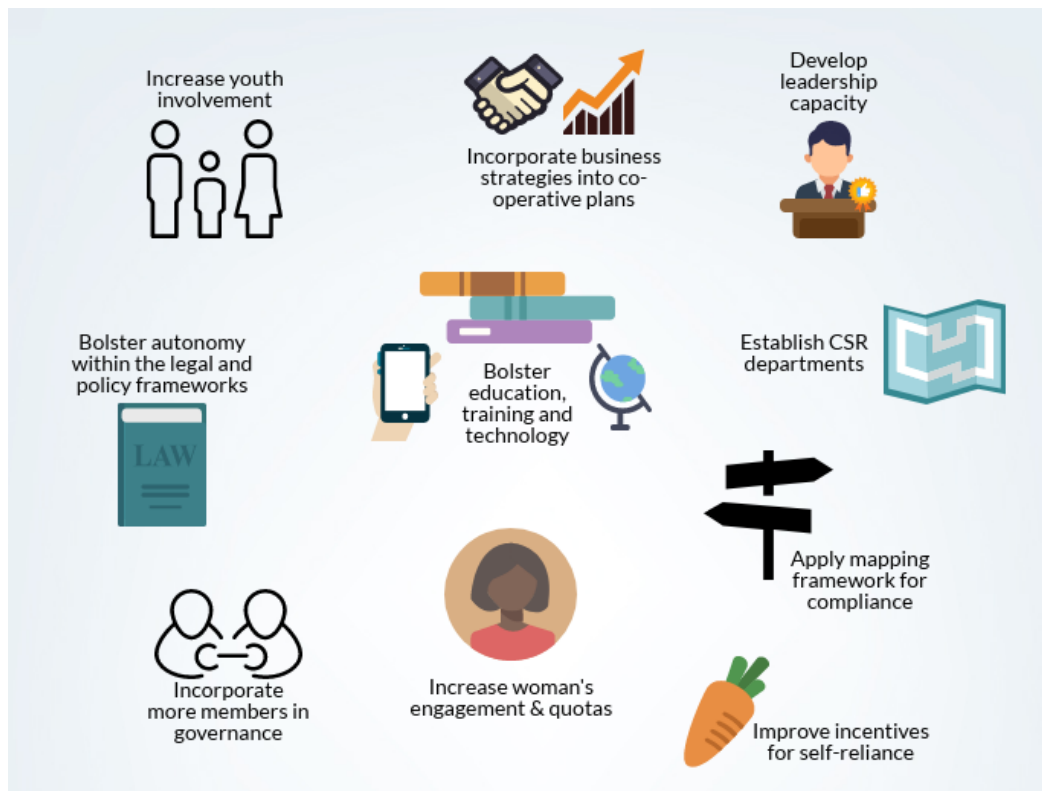 Increase youth
involvement
Incorporate business
strategies into co-
operative plans
Develop
leadership
capacity
Bolster autonomy
within the legal and
policy frameworks
LAW
Bolster
education,
training and
technology
Establish CSR
departments
Apply mapping
framework for
compliance
Incorporate
more members in
governance
Increase woman's
engagement & quotas
Improve incentives
for self-reliance